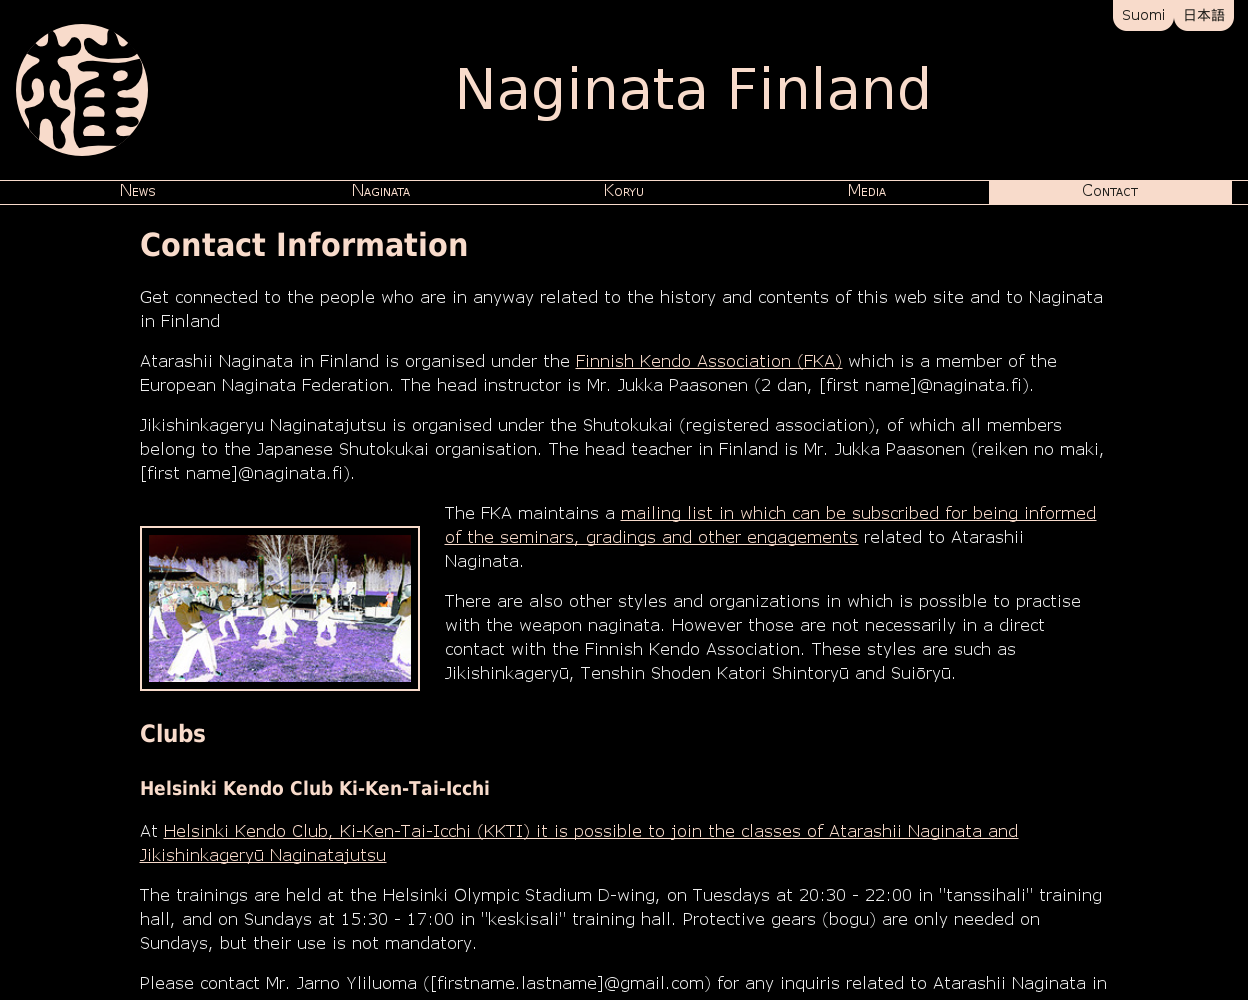 Suomi 日本語
Naginata Finland
News Naginata Koryu Media Contact
Contact Information
Get connected to the people who are in anyway related to the history and contents of this web site and to Naginata
in Finland
Atarashii Naginata in Finland is organised under the Finnish Kendo Association (FKA) which is a member of the
European Naginata Federation. The head instructor is Mr. Jukka Paasonen (2 dan, [first name]@naginata.fi).
Jikishinkageryu Naginatajutsu is organised under the Shutokukai (registered association), of which all members
belong to the Japanese Shutokukai organisation. The head teacher in Finland is Mr. Jukka Paasonen (reiken no maki,
[first name]@naginata.fi).
The FKA maintains a mailing list in which can be subscribed for being informed
of the seminars, gradings and other engagements related to Atarashii
Naginata.
There are also other styles and organizations in which is possible to practise
with the weapon naginata. However those are not necessarily in a direct
contact with the Finnish Kendo Association. These styles are such as
Jikishinkageryū, Tenshin Shoden Katori Shintoryū and Suiōryū.
Clubs
Helsinki Kendo Club Ki-Ken-Tai-Icchi
At Helsinki Kendo Club, Ki-Ken-Tai-Icchi (KKTI) it is possible to join the classes of Atarashii Naginata and
Jikishinkageryū Naginatajutsu
The trainings are held at the Helsinki Olympic Stadium D-wing, on Tuesdays at 20:30 - 22:00 in "tanssihali" training
hall, and on Sundays at 15:30 - 17:00 in "keskisali" training hall. Protective gears (bogu) are only needed on
Sundays, but their use is not mandatory.
Please contact Mr. Jarno Yliluoma ([firstname.lastname]@gmail.com) for any inquiris related to Atarashii Naginata in